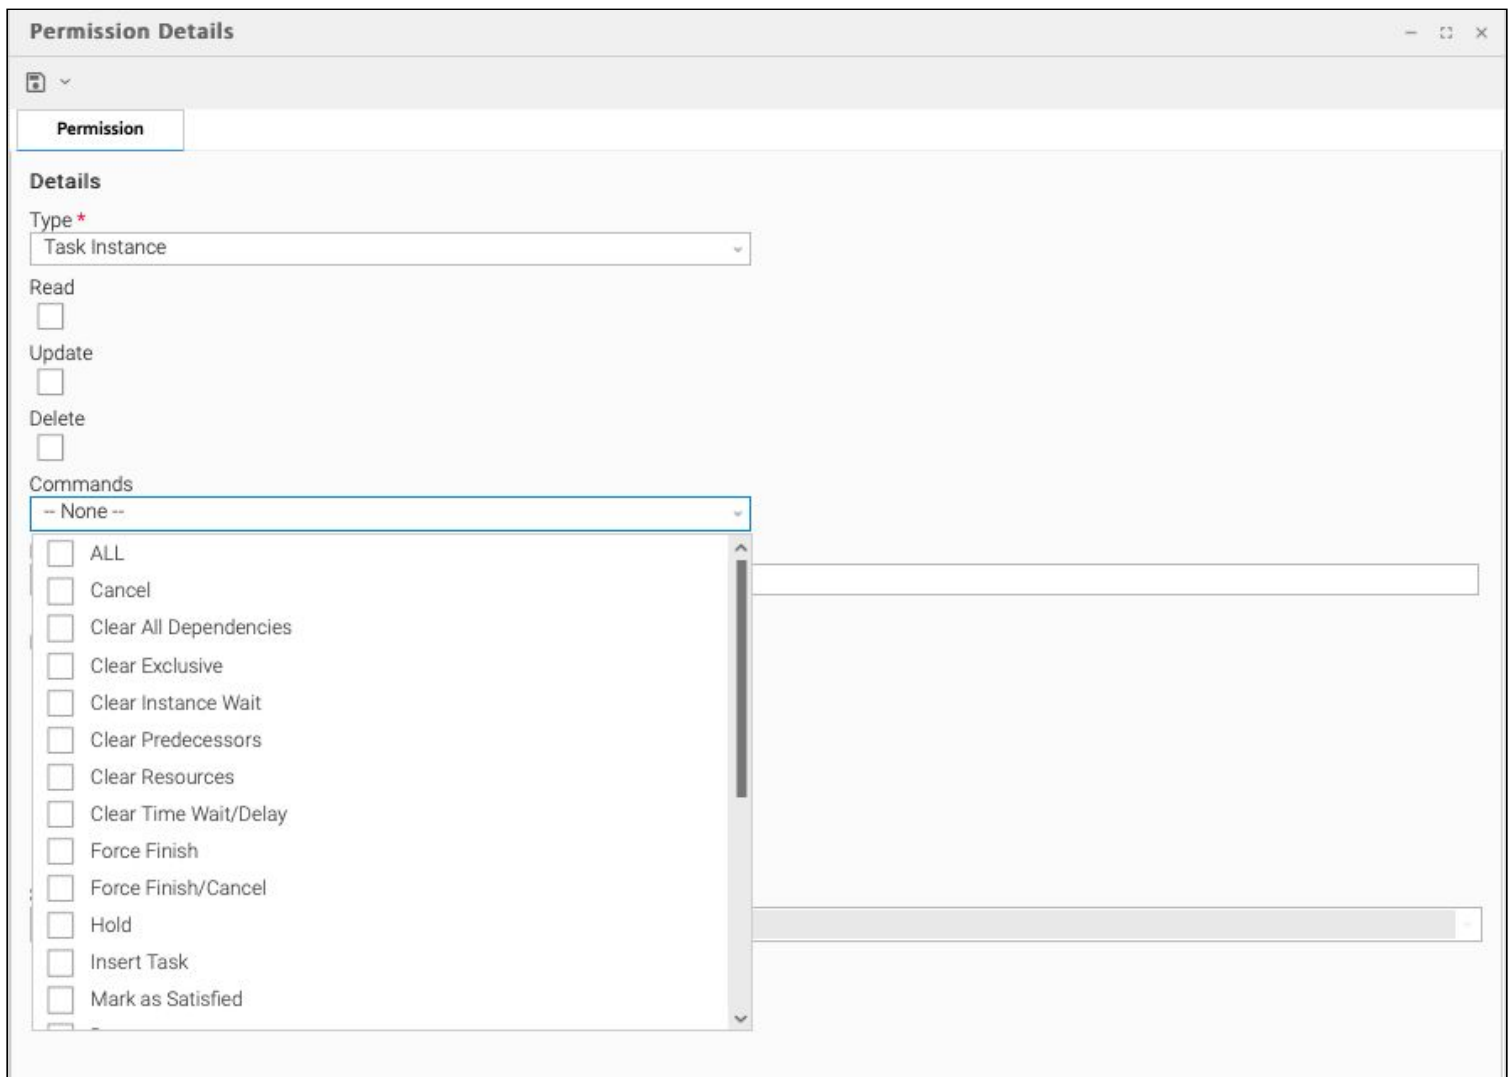 Permission Details
Permission
Details
Type *
Task Instance
Read
Update
Delete
Commands
-- None --
ALL
Cancel
Clear All Dependencies
Clear Exclusive
Clear Instance Wait
Clear Predecessors
Clear Resources
Clear Time Wait/Delay
Force Finish
Force Finish/Cancel
Hold
Insert Task
Mark as Satisfied